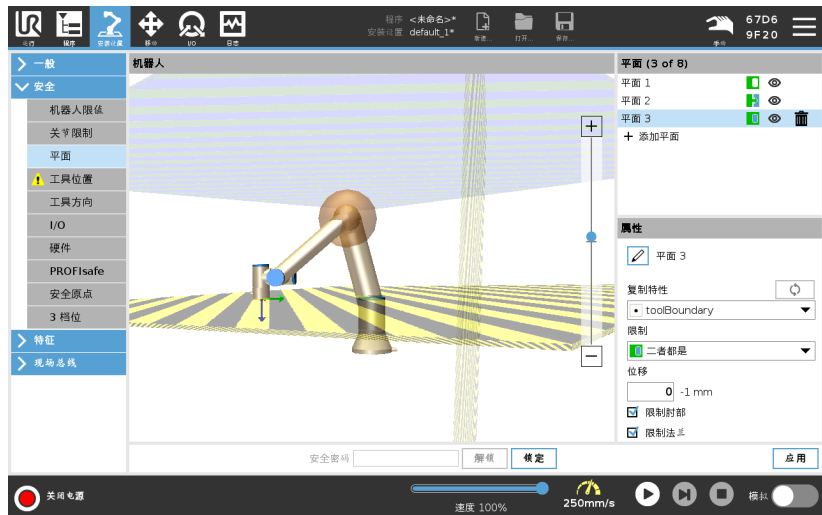 UR
运行
程序
安装设置
移动
I/O
日志
程序 <未命名>*
安装设置 default_1*
新建...
打开...
保存...
手动
67D6
9F20
一般
安全
机器人限值
关节限制
平面
工具位置
工具方向
I/O
硬件
PROFIsafe
安全原点
3 档位
特征
现场总线
机器人
平面 (3 of 8)
平面 1
平面 2
平面 3
添加平面
属性
平面 3
复制特性
toolBoundary
限制
二者都是
位移
0 -1 mm
限制肘部
限制法兰
安全密码
解锁
锁定
应用
关闭电源
速度 100%
250mm/s
模拟